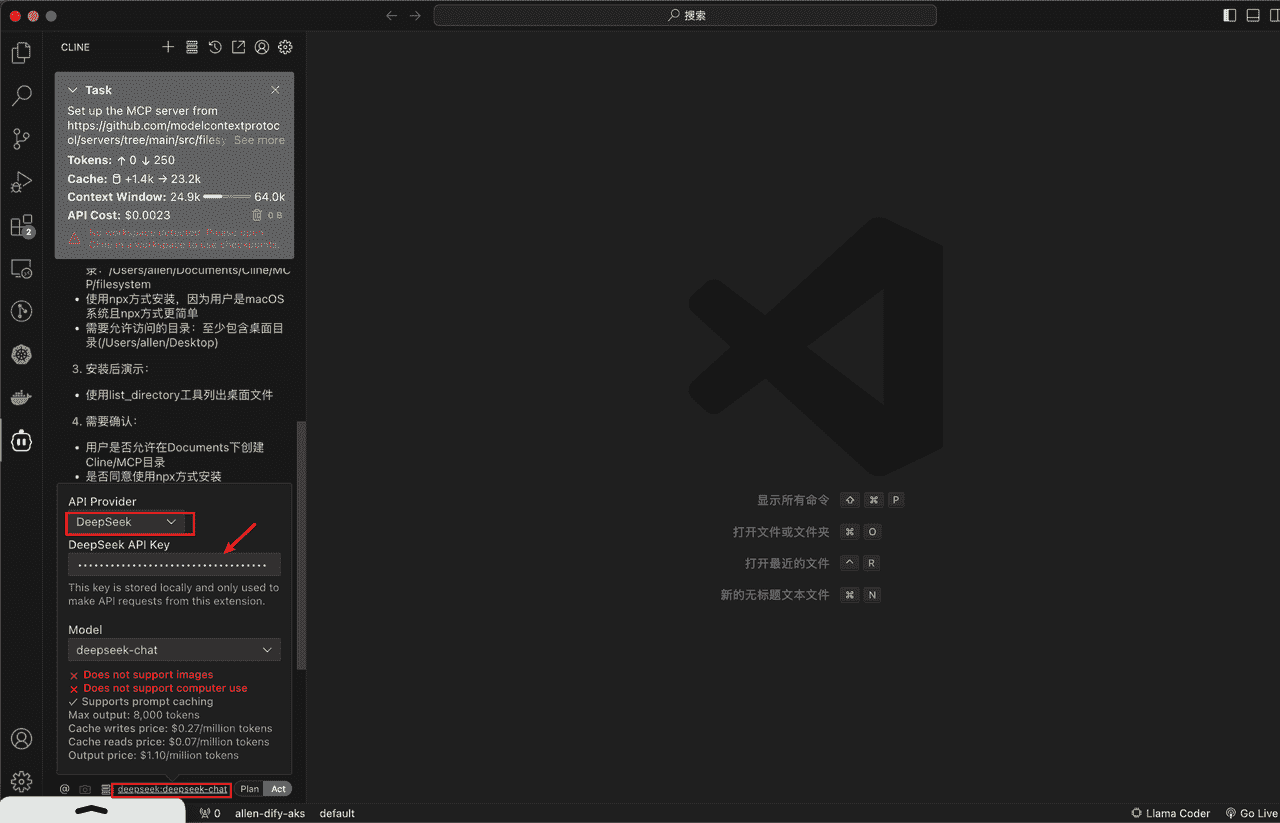 搜索
CLINE
Task
Set up the MCP server from
https://github.com/modelcontextprotoc
ol/servers/tree/main/src/filesy See more
Tokens: ↑ 0 ↓ 250
Cache: +1.4k → 23.2k
Context Window: 24.9k 64.0k
API Cost: $0.0023 0 B
录：/Users/allen/Documents/Cline/MC
P/filesystem
• 使用npx方式安装，因为用户是macOS
系统且npx方式更简单
• 需要允许访问的目录：至少包含桌面目
录(/Users/allen/Desktop)
3. 安装后演示：
• 使用list_directory工具列出桌面文件
4. 需要确认：
• 用户是否允许在Documents下创建
Cline/MCP目录
• 是否同意使用npx方式安装
API Provider
DeepSeek
DeepSeek API Key
This key is stored locally and only used to
make API requests from this extension.
Model
deepseek-chat
Does not support images
Does not support computer use
Supports prompt caching
Max output: 8,000 tokens
Cache writes price: $0.27/million tokens
Cache reads price: $0.07/million tokens
Output price: $1.10/million tokens
@ deepseek:deepseek-chat Plan Act
2
显示所有命令 ⇧ ⌘ P
打开文件或文件夹 ⌘ O
打开最近的文件 ^ R
新的无标题文本文件 ⌘ N
0 allen-dify-aks default Llama Coder Go Live